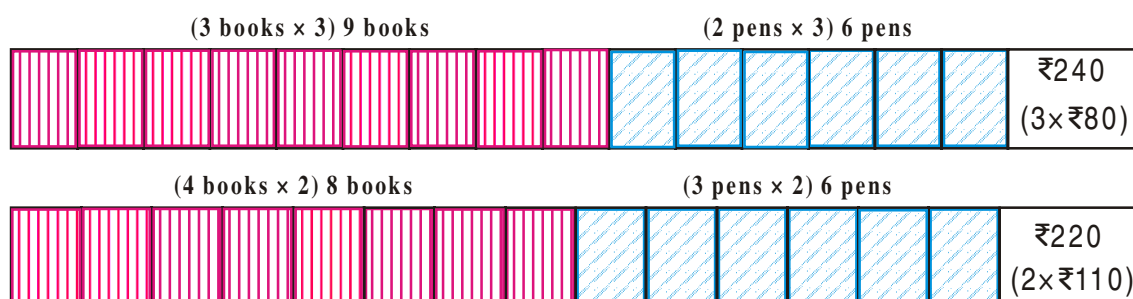 (3 books × 3) 9 books (2 pens × 3) 6 pens
₹240
(3×₹80)
(4 books × 2) 8 books (3 pens × 2) 6 pens
₹220
(2×₹110)